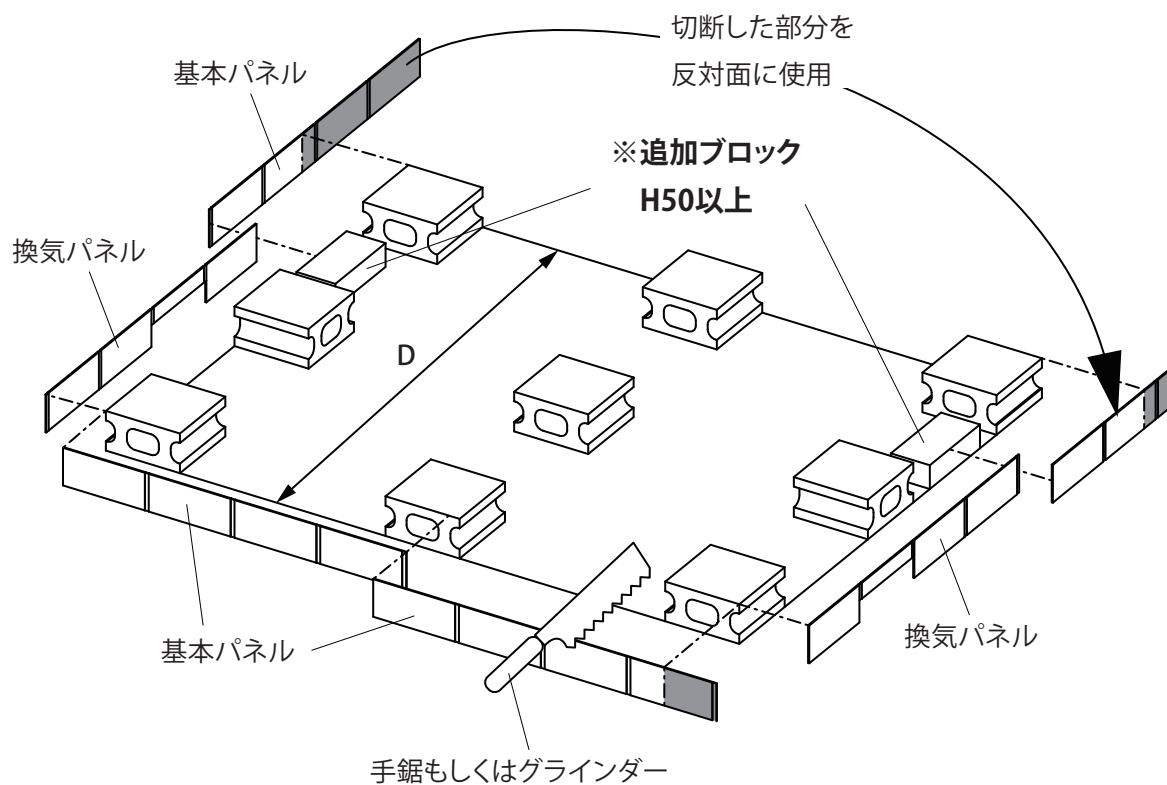 切断した部分を
反対面に使用
基本パネル
※追加ブロック
H50以上
換気パネル
D
基本パネル
換気パネル
手鋸もしくはグラインダー